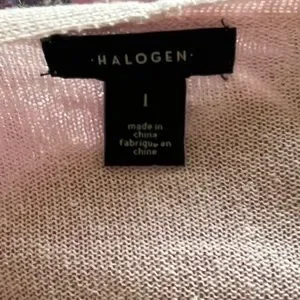 ·HALOGEN·
I
made in
china
fabriqué en
chine